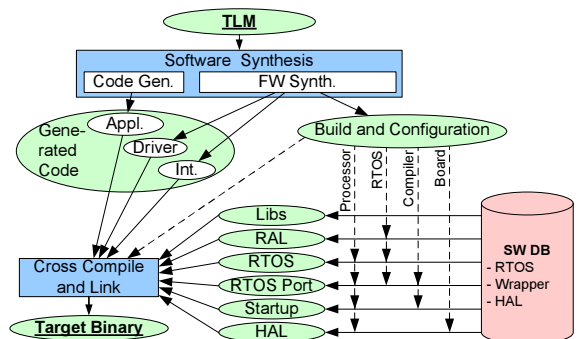 TLM
Software Synthesis
Code Gen.
FW Synth.
Gene-
rated
Code
Appl.
Driver
Int.
Build and Configuration
Processor
RTOS
Compiler
Board
Libs
RAL
RTOS
RTOS Port
Startup
HAL
SW DB
- RTOS
- Wrapper
- HAL
Cross Compile
and Link
Target Binary